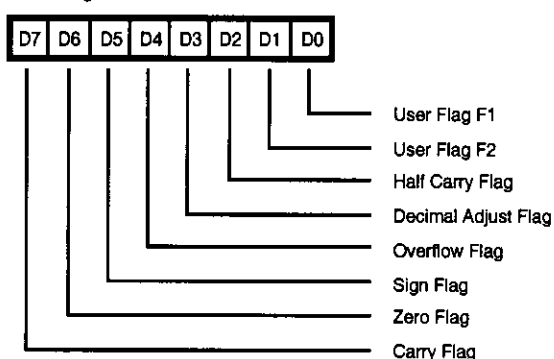 D7 D6 D5 D4 D3 D2 D1 D0
User Flag F1
User Flag F2
Half Carry Flag
Decimal Adjust Flag
Overflow Flag
Sign Flag
Zero Flag
Carry Flag